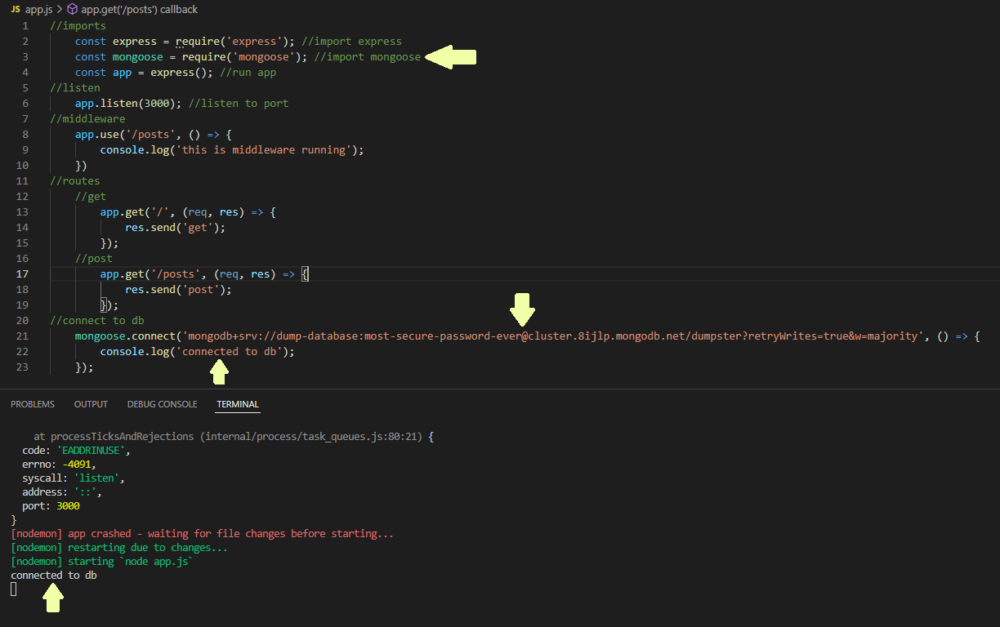 JS app.js > app.get('/posts') callback
1 //imports
2 const express = require('express'); //import express
3 const mongoose = require('mongoose'); //import mongoose
4 const app = express(); //run app
5 //listen
6 app.listen(3000); //listen to port
7 //middleware
8 app.use('/posts', () => {
9 console.log('this is middleware running');
10 })
11 //routes
12 //get
13 app.get('/', (req, res) => {
14 res.send('get');
15 });
16 //post
17 app.get('/posts', (req, res) => {
18 res.send('post');
19 });
20 //connect to db
21 mongoose.connect('mongodb+srv://dump-database:most-secure-password-ever@cluster.8ijlp.mongodb.net/dumpster?retryWrites=true&w=majority', () => {
22 console.log('connected to db');
23 });
PROBLEMS OUTPUT DEBUG CONSOLE TERMINAL
at processTicksAndRejections (internal/process/task_queues.js:80:21) {
code: 'EADDRINUSE',
errno: -4091,
syscall: 'listen',
address: '::',
port: 3000
}
[nodemon] app crashed - waiting for file changes before starting...
[nodemon] restarting due to changes...
[nodemon] starting `node app.js`
connected to db